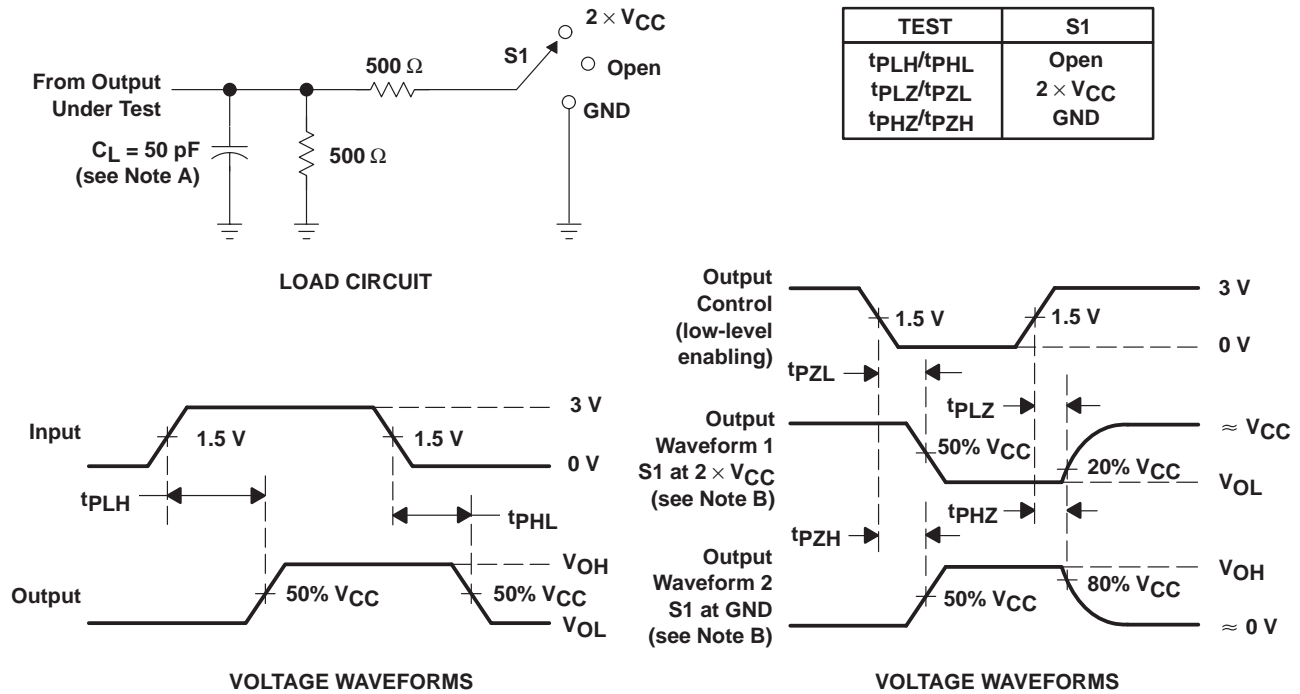 2 × VCC
S1
Open
GND
500 Ω
From Output
Under Test
CL = 50 pF
(see Note A)
500 Ω
LOAD CIRCUIT
TEST S1
tPLH/tPHL Open
tPLZ/tPZL 2 × VCC
tPHZ/tPZH GND
Input
1.5 V
1.5 V
3 V
0 V
tPLH
tPHL
Output
50% VCC
50% VCC
VOH
VOL
VOLTAGE WAVEFORMS
Output
Control
(low-level
enabling)
1.5 V
1.5 V
3 V
0 V
tPZL
tPLZ
Output
Waveform 1
S1 at 2 × VCC
(see Note B)
50% VCC
20% VCC
≈ VCC
VOL
tPZH
tPHZ
Output
Waveform 2
S1 at GND
(see Note B)
50% VCC
80% VCC
VOH
≈ 0 V
VOLTAGE WAVEFORMS